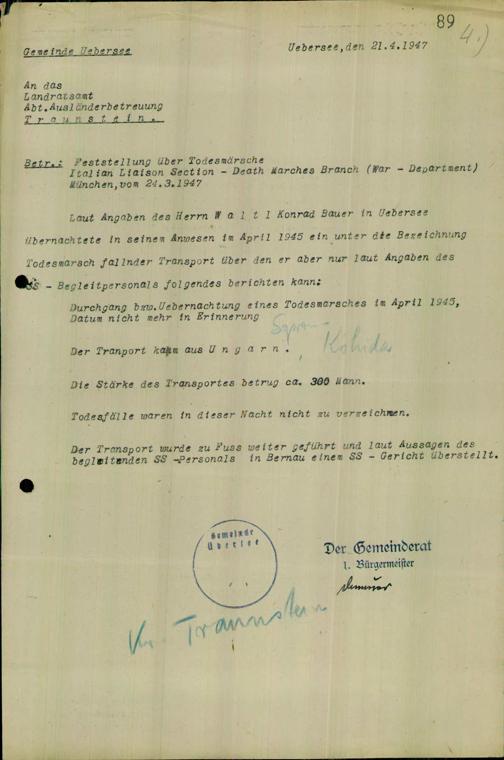 89
4.)
Gemeinde Uebersee
Uebersee,den 21.4.1947
An das
Landratsamt
Abt.Ausländerbetreuung
T r a u n s t e i n .
Betr.: Feststellung über Todesmärsche
Italian Liaison Section - Death Marches Branch (War - Department)
München,vom 24.3.1947
Laut Angaben des Herrn W a l t l Konrad Bauer in Uebersee
übernachtete in seinem Anwesen im April 1945 ein unter die Bezeichnung
Todesmarsch fallnder Transport über den er aber nur laut Angaben des
SS - Begleitpersonals folgendes berichten kann:
Durchgang bzw.Uebernachtung eines Todesmarsches im April 1945,
Datum nicht mehr in Erinnerung
Der Tranport kam aus U n g a r n .
Die Stärke des Transportes betrug ca. 300 Mann.
Todesfälle waren in dieser Nacht nicht zu verzeichnen.
Der Transport wurde zu Fuss weiter geführt und laut Aussagen des
begleitenden SS -Personals in Bernau einem SS - Gericht überstellt.
Gemeinde
Übersee
Der Gemeinderat
1. Bürgermeister
Kr. Traunstein